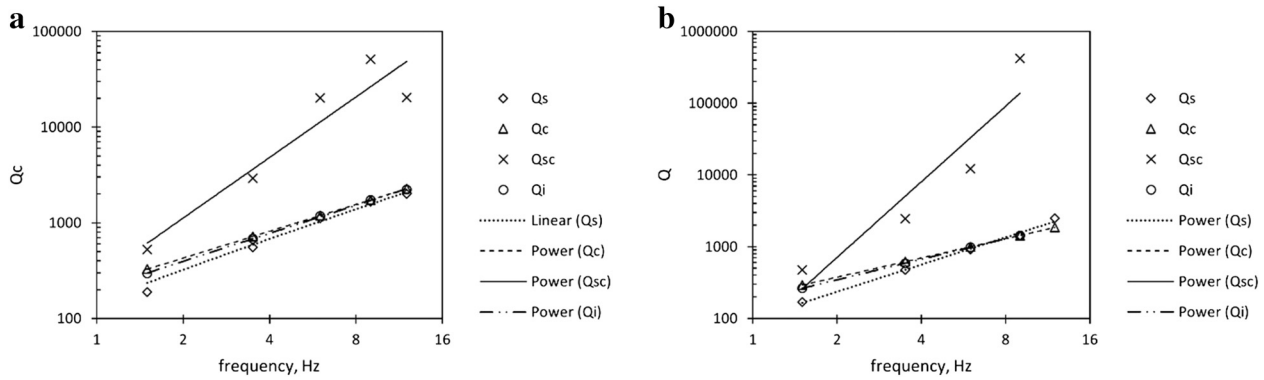 a
100000
10000
1000
100
Qc
1 2 4 8 16
frequency, Hz
Qs
Qc
Qsc
Qi
Linear (Qs)
Power (Qc)
Power (Qsc)
Power (Qi)
b
1000000
100000
10000
1000
100
Q
1 2 4 8 16
frequency, Hz
Qs
Qc
Qsc
Qi
Power (Qs)
Power (Qc)
Power (Qsc)
Power (Qi)